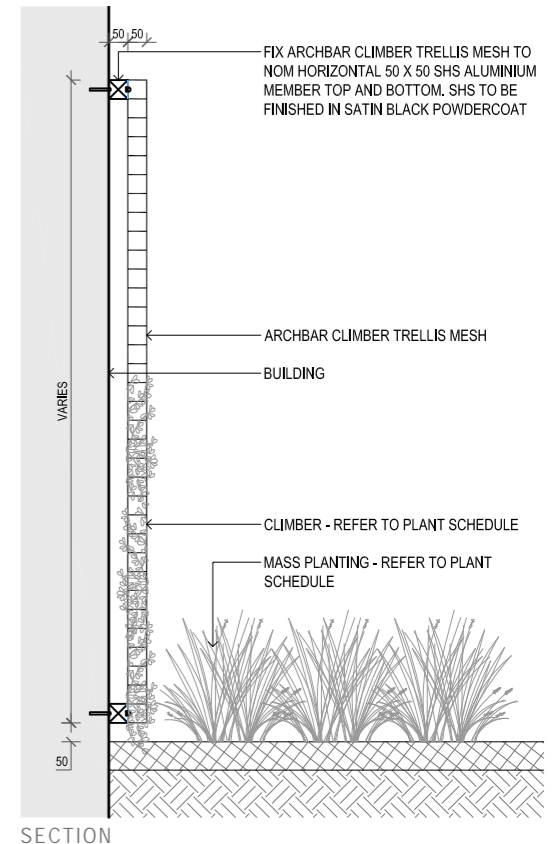 50 50
FIX ARCHBAR CLIMBER TRELLIS MESH TO
NOM HORIZONTAL 50 X 50 SHS ALUMINIUM
MEMBER TOP AND BOTTOM. SHS TO BE
FINISHED IN SATIN BLACK POWDERCOAT
ARCHBAR CLIMBER TRELLIS MESH
BUILDING
VARIES
CLIMBER - REFER TO PLANT SCHEDULE
MASS PLANTING - REFER TO PLANT
SCHEDULE
50
SECTION